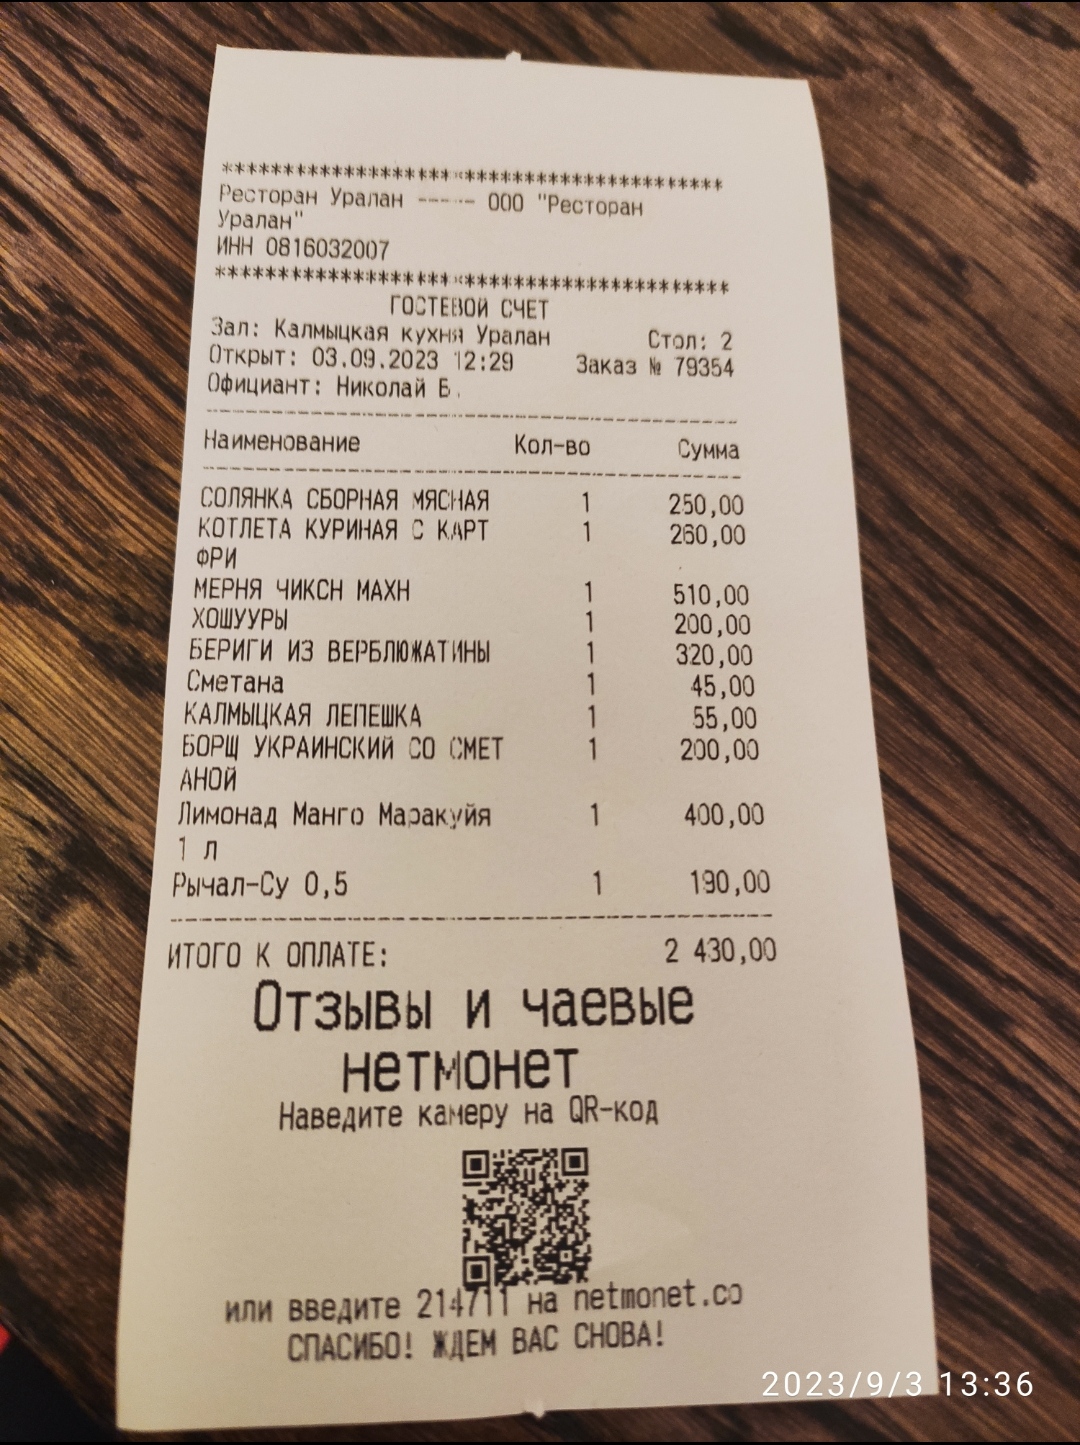 ******************************************
Ресторан Уралан ------ ООО "Ресторан
Уралан"
ИНН 0816032007
******************************************
ГОСТЕВОЙ СЧЕТ
Зал: Калмыцкая кухня Уралан Стол: 2
Открыт: 03.09.2023 12:29 Заказ № 79354
Официант: Николай Б.
Наименование Кол-во Сумма
СОЛЯНКА СБОРНАЯ МЯСНАЯ 1 250,00
КОТЛЕТА КУРИНАЯ С КАРТ 1 260,00
ФРИ
МЕРНЯ ЧИКСН МАХН 1 510,00
ХОШУУРЫ 1 200,00
БЕРИГИ ИЗ ВЕРБЛЮЖАТИНЫ 1 320,00
Сметана 1 45,00
КАЛМЫЦКАЯ ЛЕПЕШКА 1 55,00
БОРЩ УКРАИНСКИЙ СО СМЕТ 1 200,00
АНОЙ
Лимонад Манго Маракуйя 1 400,00
1 л
Рычал-Су 0,5 1 190,00
ИТОГО К ОПЛАТЕ: 2 430,00
Отзывы и чаевые
нетмонет
Наведите камеру на QR-код
или введите 214711 на netmonet.co
СПАСИБО! ЖДЕМ ВАС СНОВА!
2023/9/3 13:36